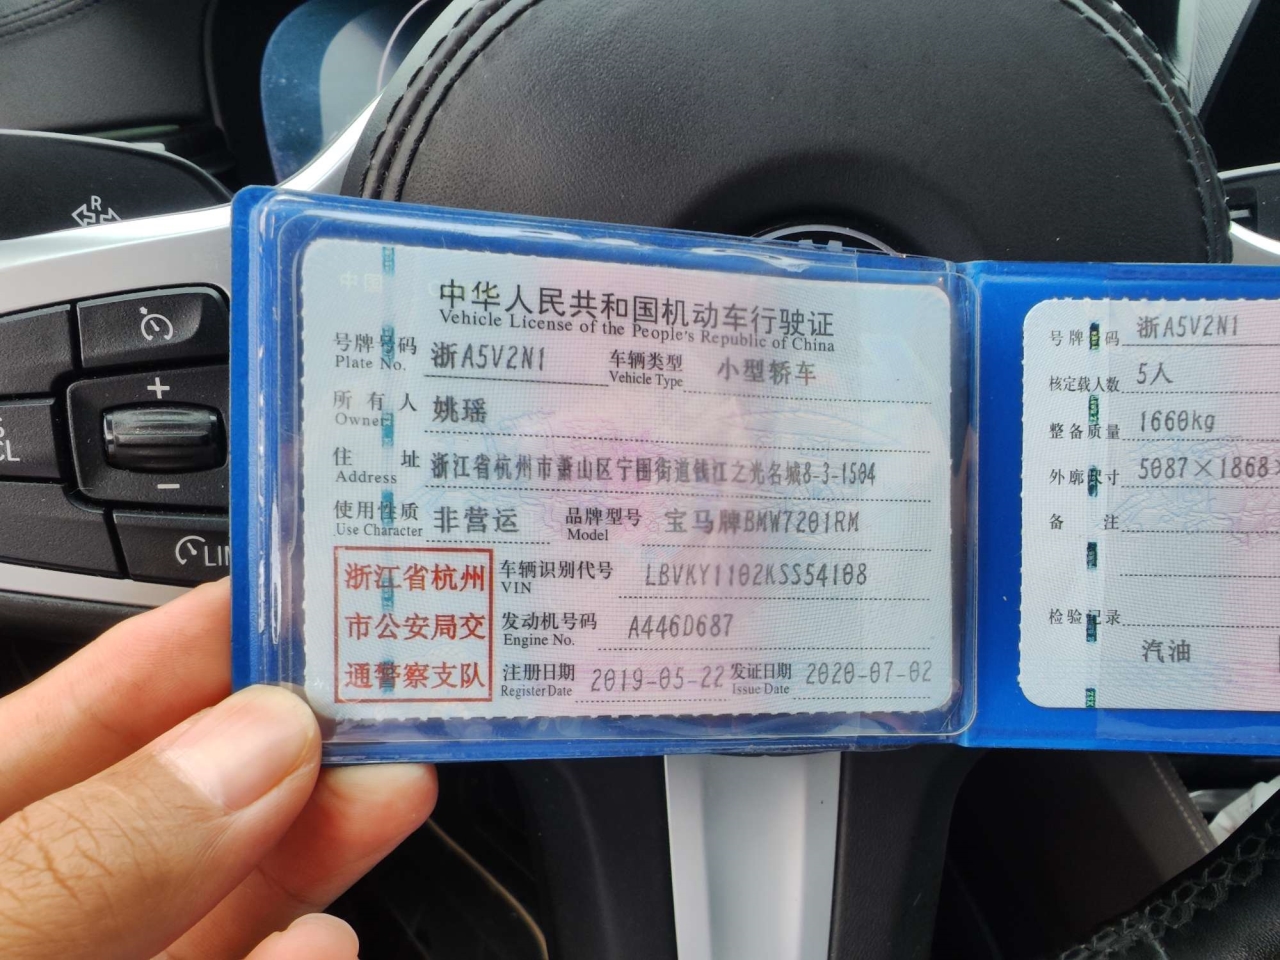 中华人民共和国机动车行驶证
Vehicle License of the People's Republic of China
号牌号码 浙A5V2N1 车辆类型 小型轿车
Plate No. Vehicle Type
所有人 姚瑶
Owner
住址 浙江省杭州市萧山区宁围街道钱江之光名城8-3-1504
Address
使用性质 非营运 品牌型号 宝马牌BMW7201RM
Use Character Model
浙江省杭州
市公安局交
通警察支队
车辆识别代号 LBVKY1102KSS54108
VIN
发动机号码 A446D687
Engine No.
注册日期 2019-05-22 发证日期 2020-07-02
Register Date Issue Date
号牌号码 浙A5V2N1
核定载人数 5人
整备质量 1660kg
外廓尺寸 5087×1868×
备注
检验记录
汽油
R
+
−
CL
LIM